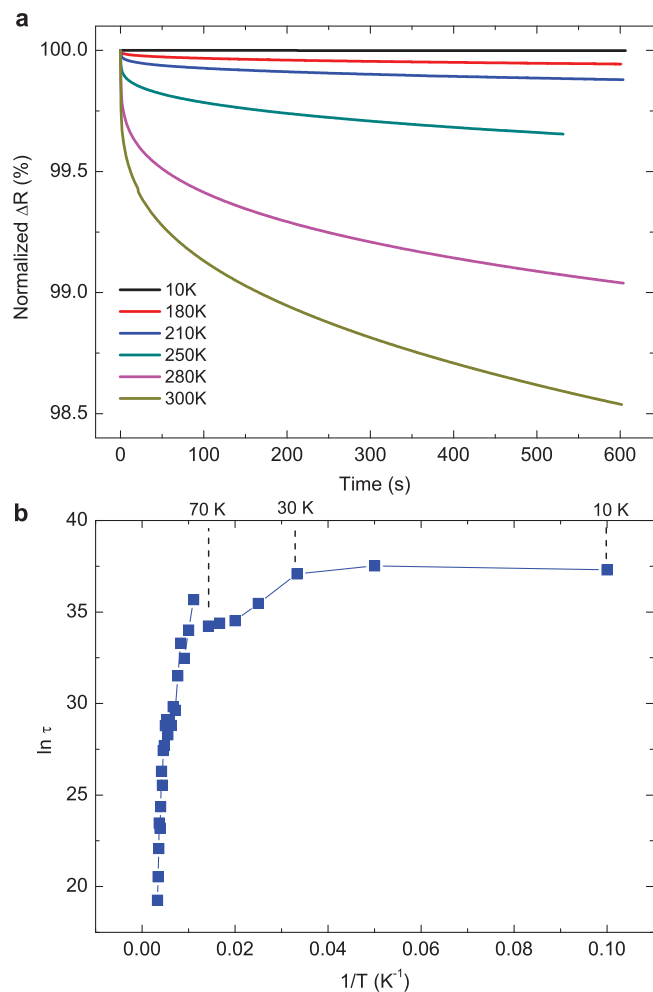 a
100.0
99.5
99.0
98.5
Normalized ΔR (%)
10K
180K
210K
250K
280K
300K
0 100 200 300 400 500 600
Time (s)
b
70 K 30 K 10 K
40
35
30
25
20
ln τ
0.00 0.02 0.04 0.06 0.08 0.10
1/T (K⁻¹)